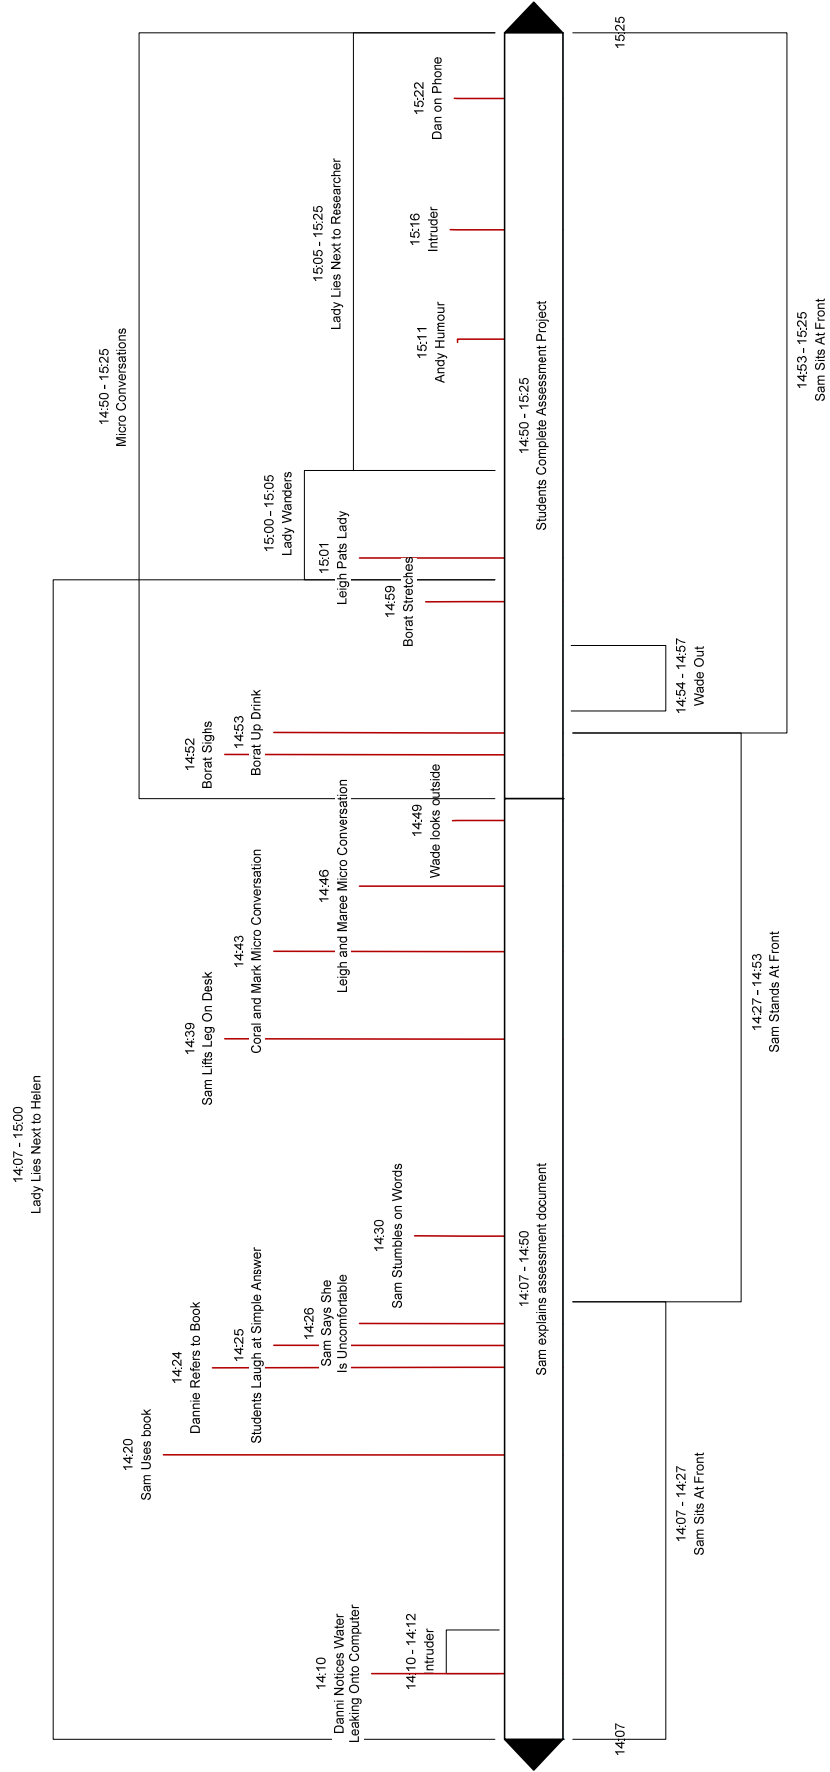 14:07
15:25
14:07 - 14:50
Sam explains assessment document
14:50 - 15:25
Students Complete Assessment Project
14:07 - 15:00
Lady Lies Next to Helen
14:50 - 15:25
Micro Conversations
15:00 - 15:05
Lady Wanders
15:05 - 15:25
Lady Lies Next to Researcher
14:10
Danni Notices Water
Leaking Onto Computer
14:10 - 14:12
Intruder
14:20
Sam Uses book
14:24
Dannie Refers to Book
14:25
Students Laugh at Simple Answer
14:26
Sam Says She
Is Uncomfortable
14:30
Sam Stumbles on Words
14:39
Sam Lifts Leg On Desk
14:43
Coral and Mark Micro Conversation
14:46
Leigh and Maree Micro Conversation
14:49
Wade looks outside
14:52
Borat Sighs
14:53
Borat Up Drink
14:59
Borat Stretches
15:01
Leigh Pats Lady
15:11
Andy Humour
15:16
Intruder
15:22
Dan on Phone
14:07 - 14:27
Sam Sits At Front
14:27 - 14:53
Sam Stands At Front
14:54 - 14:57
Wade Out
14:53 - 15:25
Sam Sits At Front